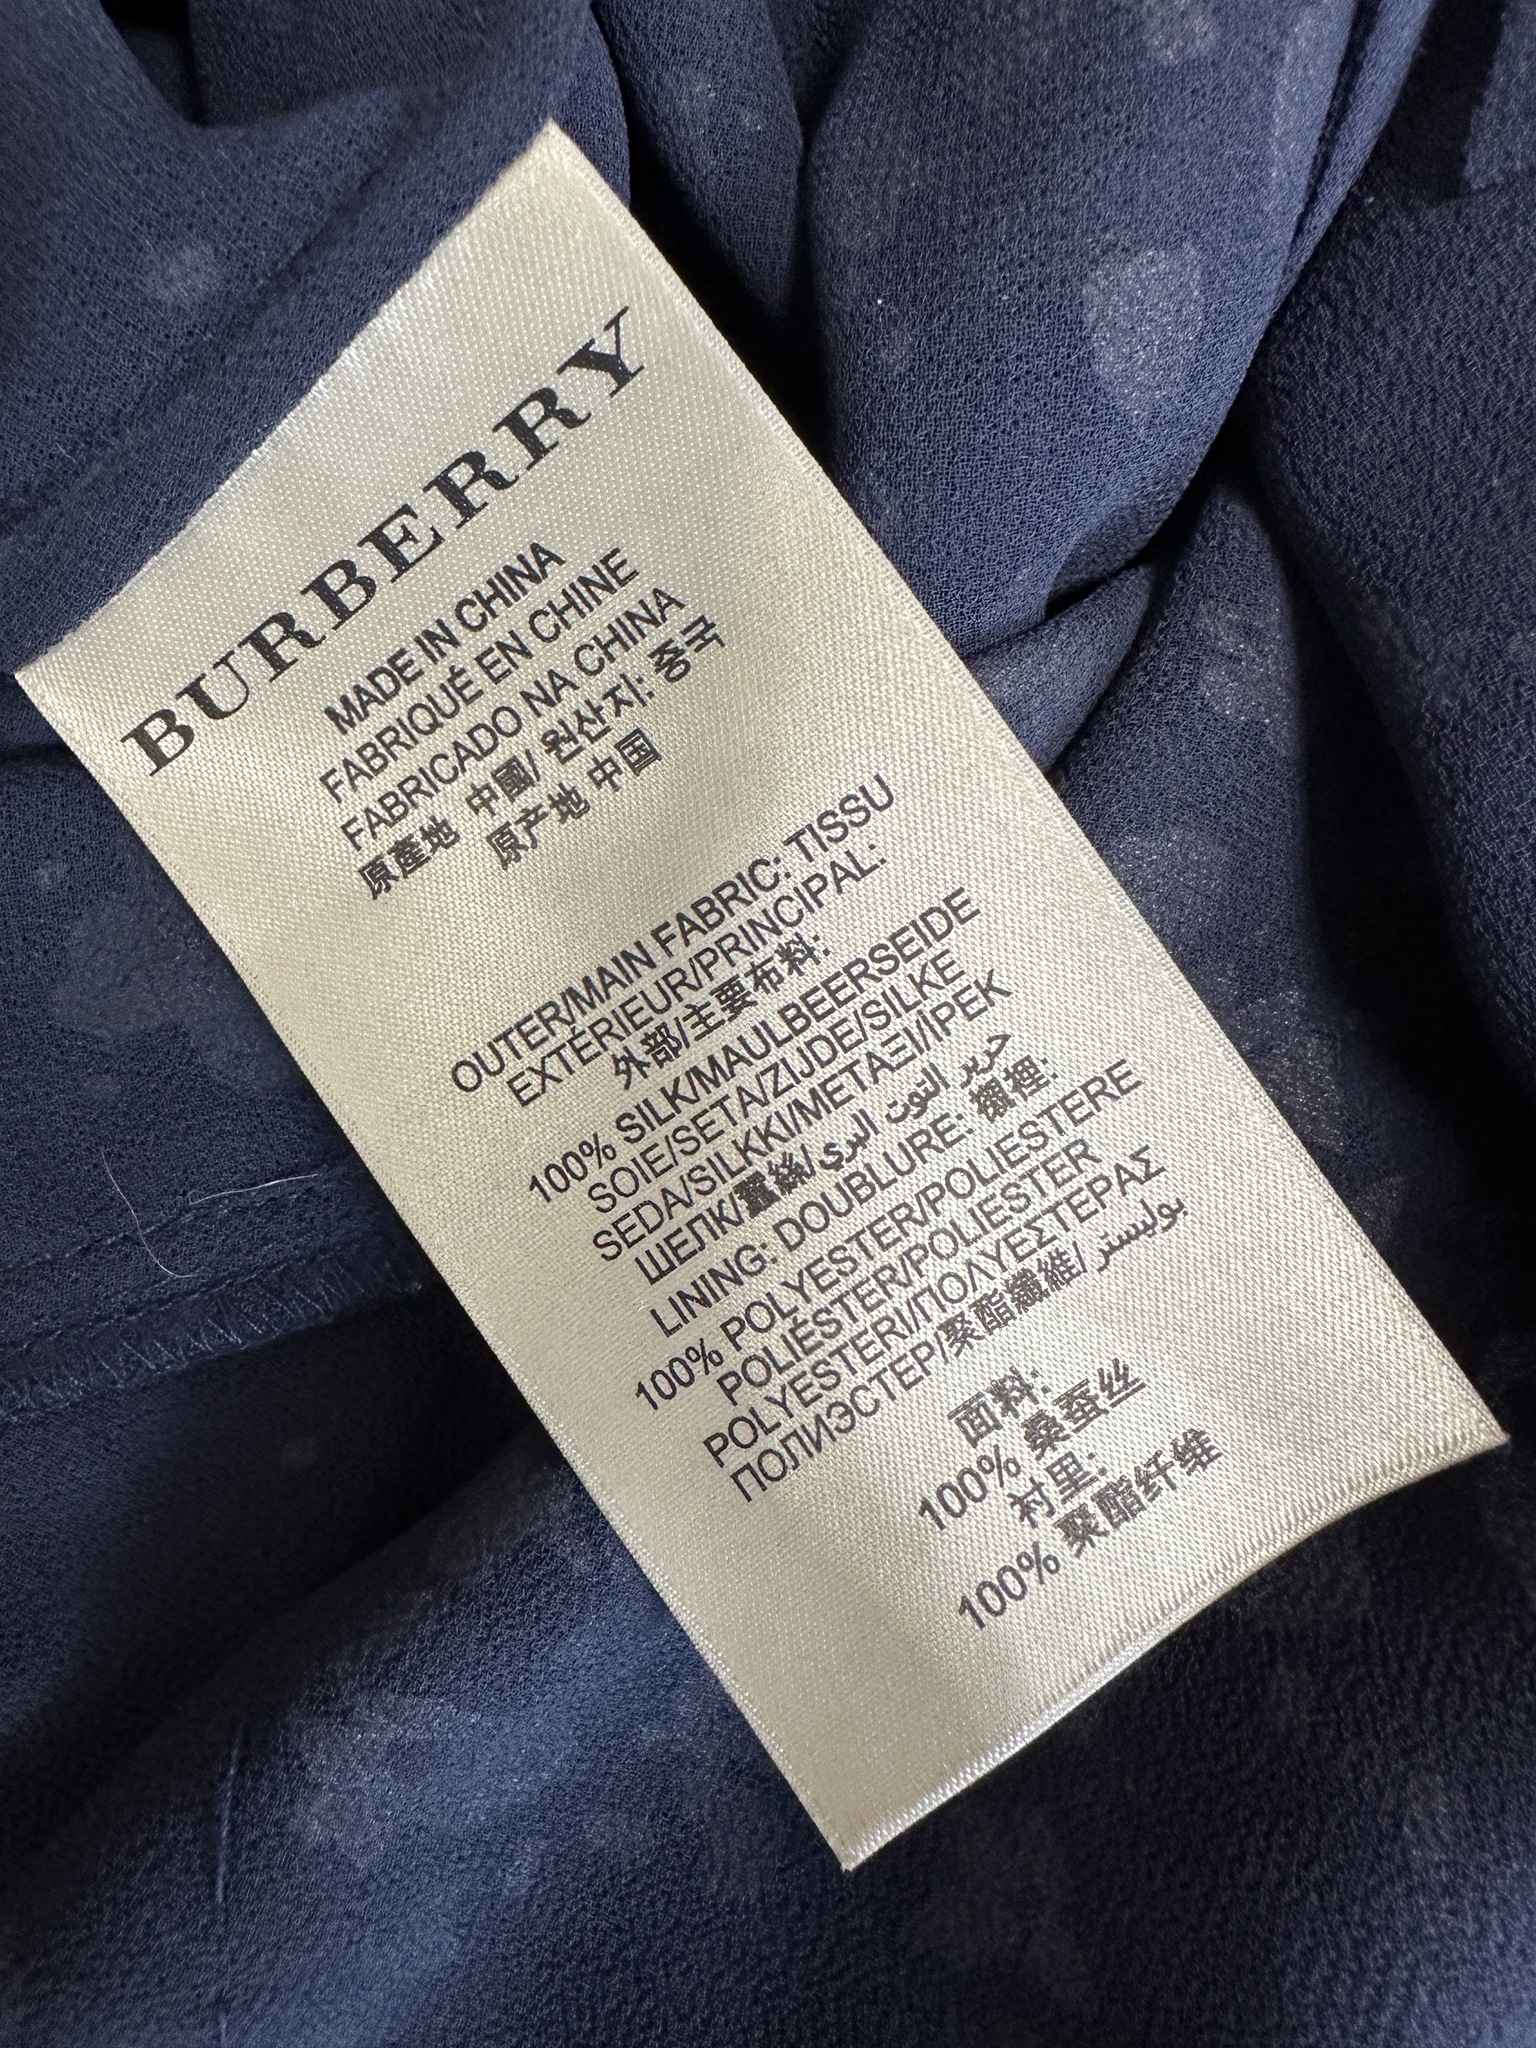 BURBERRY
MADE IN CHINA
FABRIQUÉ EN CHINE
FABRICADO NA CHINA
原產地 中國/ 원산지: 중국
原产地 中国
OUTER/MAIN FABRIC: TISSU
EXTÉRIEUR/PRINCIPAL:
外部/主要布料:
100% SILK/MAULBEERSEIDE
SOIE/SETA/ZIJDE/SILKE
SEDA/SILKKI/ΜΕΤΑΞΙ/IPEK
ШЕЛК/蠶絲/حرير التوت البري
LINING: DOUBLURE: 襯裡:
100% POLYESTER/POLIESTERE
POLIÉSTER/POLIESTER
POLYESTERI/ΠΟΛΥΕΣΤΕΡΑΣ
ПОЛИЭСТЕР/聚酯纖維/بوليستر
面料:
100% 桑蚕丝
衬里:
100% 聚酯纤维